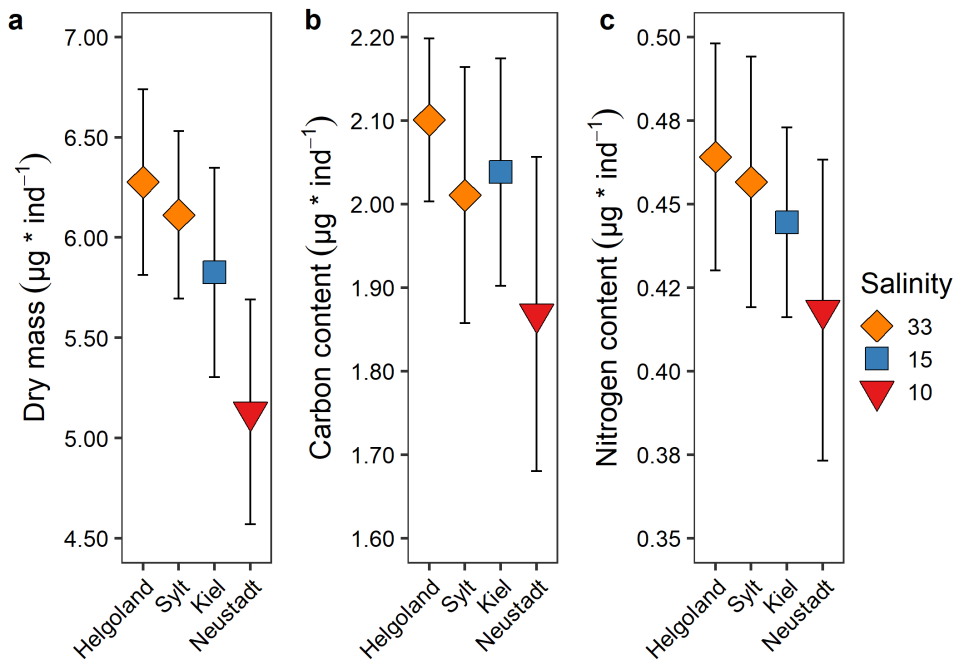 a
Dry mass (µg * ind⁻¹)
7.00
6.50
6.00
5.50
5.00
4.50
Helgoland
Sylt
Kiel
Neustadt
b
Carbon content (µg * ind⁻¹)
2.20
2.10
2.00
1.90
1.80
1.70
1.60
Helgoland
Sylt
Kiel
Neustadt
c
Nitrogen content (µg * ind⁻¹)
0.50
0.48
0.45
0.42
0.40
0.38
0.35
Helgoland
Sylt
Kiel
Neustadt
Salinity
33
15
10